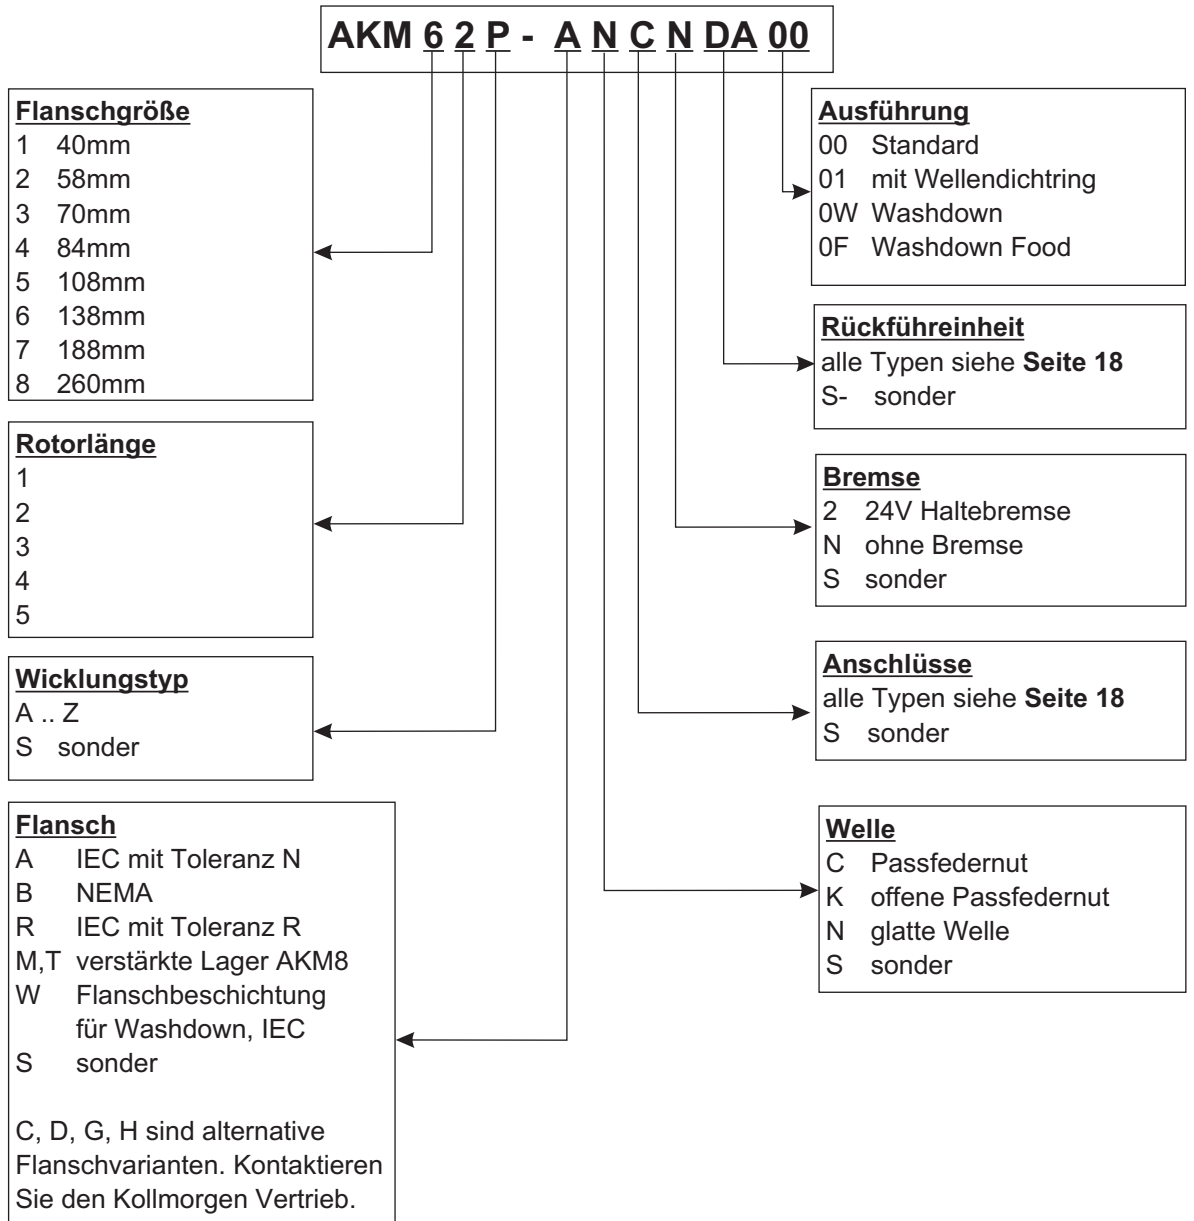 AKM 6 2 P - A N C N DA 00
Flanschgröße
1 40mm
2 58mm
3 70mm
4 84mm
5 108mm
6 138mm
7 188mm
8 260mm
Rotorlänge
1
2
3
4
5
Wicklungstyp
A .. Z
S sonder
Flansch
A IEC mit Toleranz N
B NEMA
R IEC mit Toleranz R
M,T verstärkte Lager AKM8
W Flanschbeschichtung
für Washdown, IEC
S sonder
C, D, G, H sind alternative
Flanschvarianten. Kontaktieren
Sie den Kollmorgen Vertrieb.
Ausführung
00 Standard
01 mit Wellendichtring
0W Washdown
0F Washdown Food
Rückführeinheit
alle Typen siehe Seite 18
S- sonder
Bremse
2 24V Haltebremse
N ohne Bremse
S sonder
Anschlüsse
alle Typen siehe Seite 18
S sonder
Welle
C Passfedernut
K offene Passfedernut
N glatte Welle
S sonder